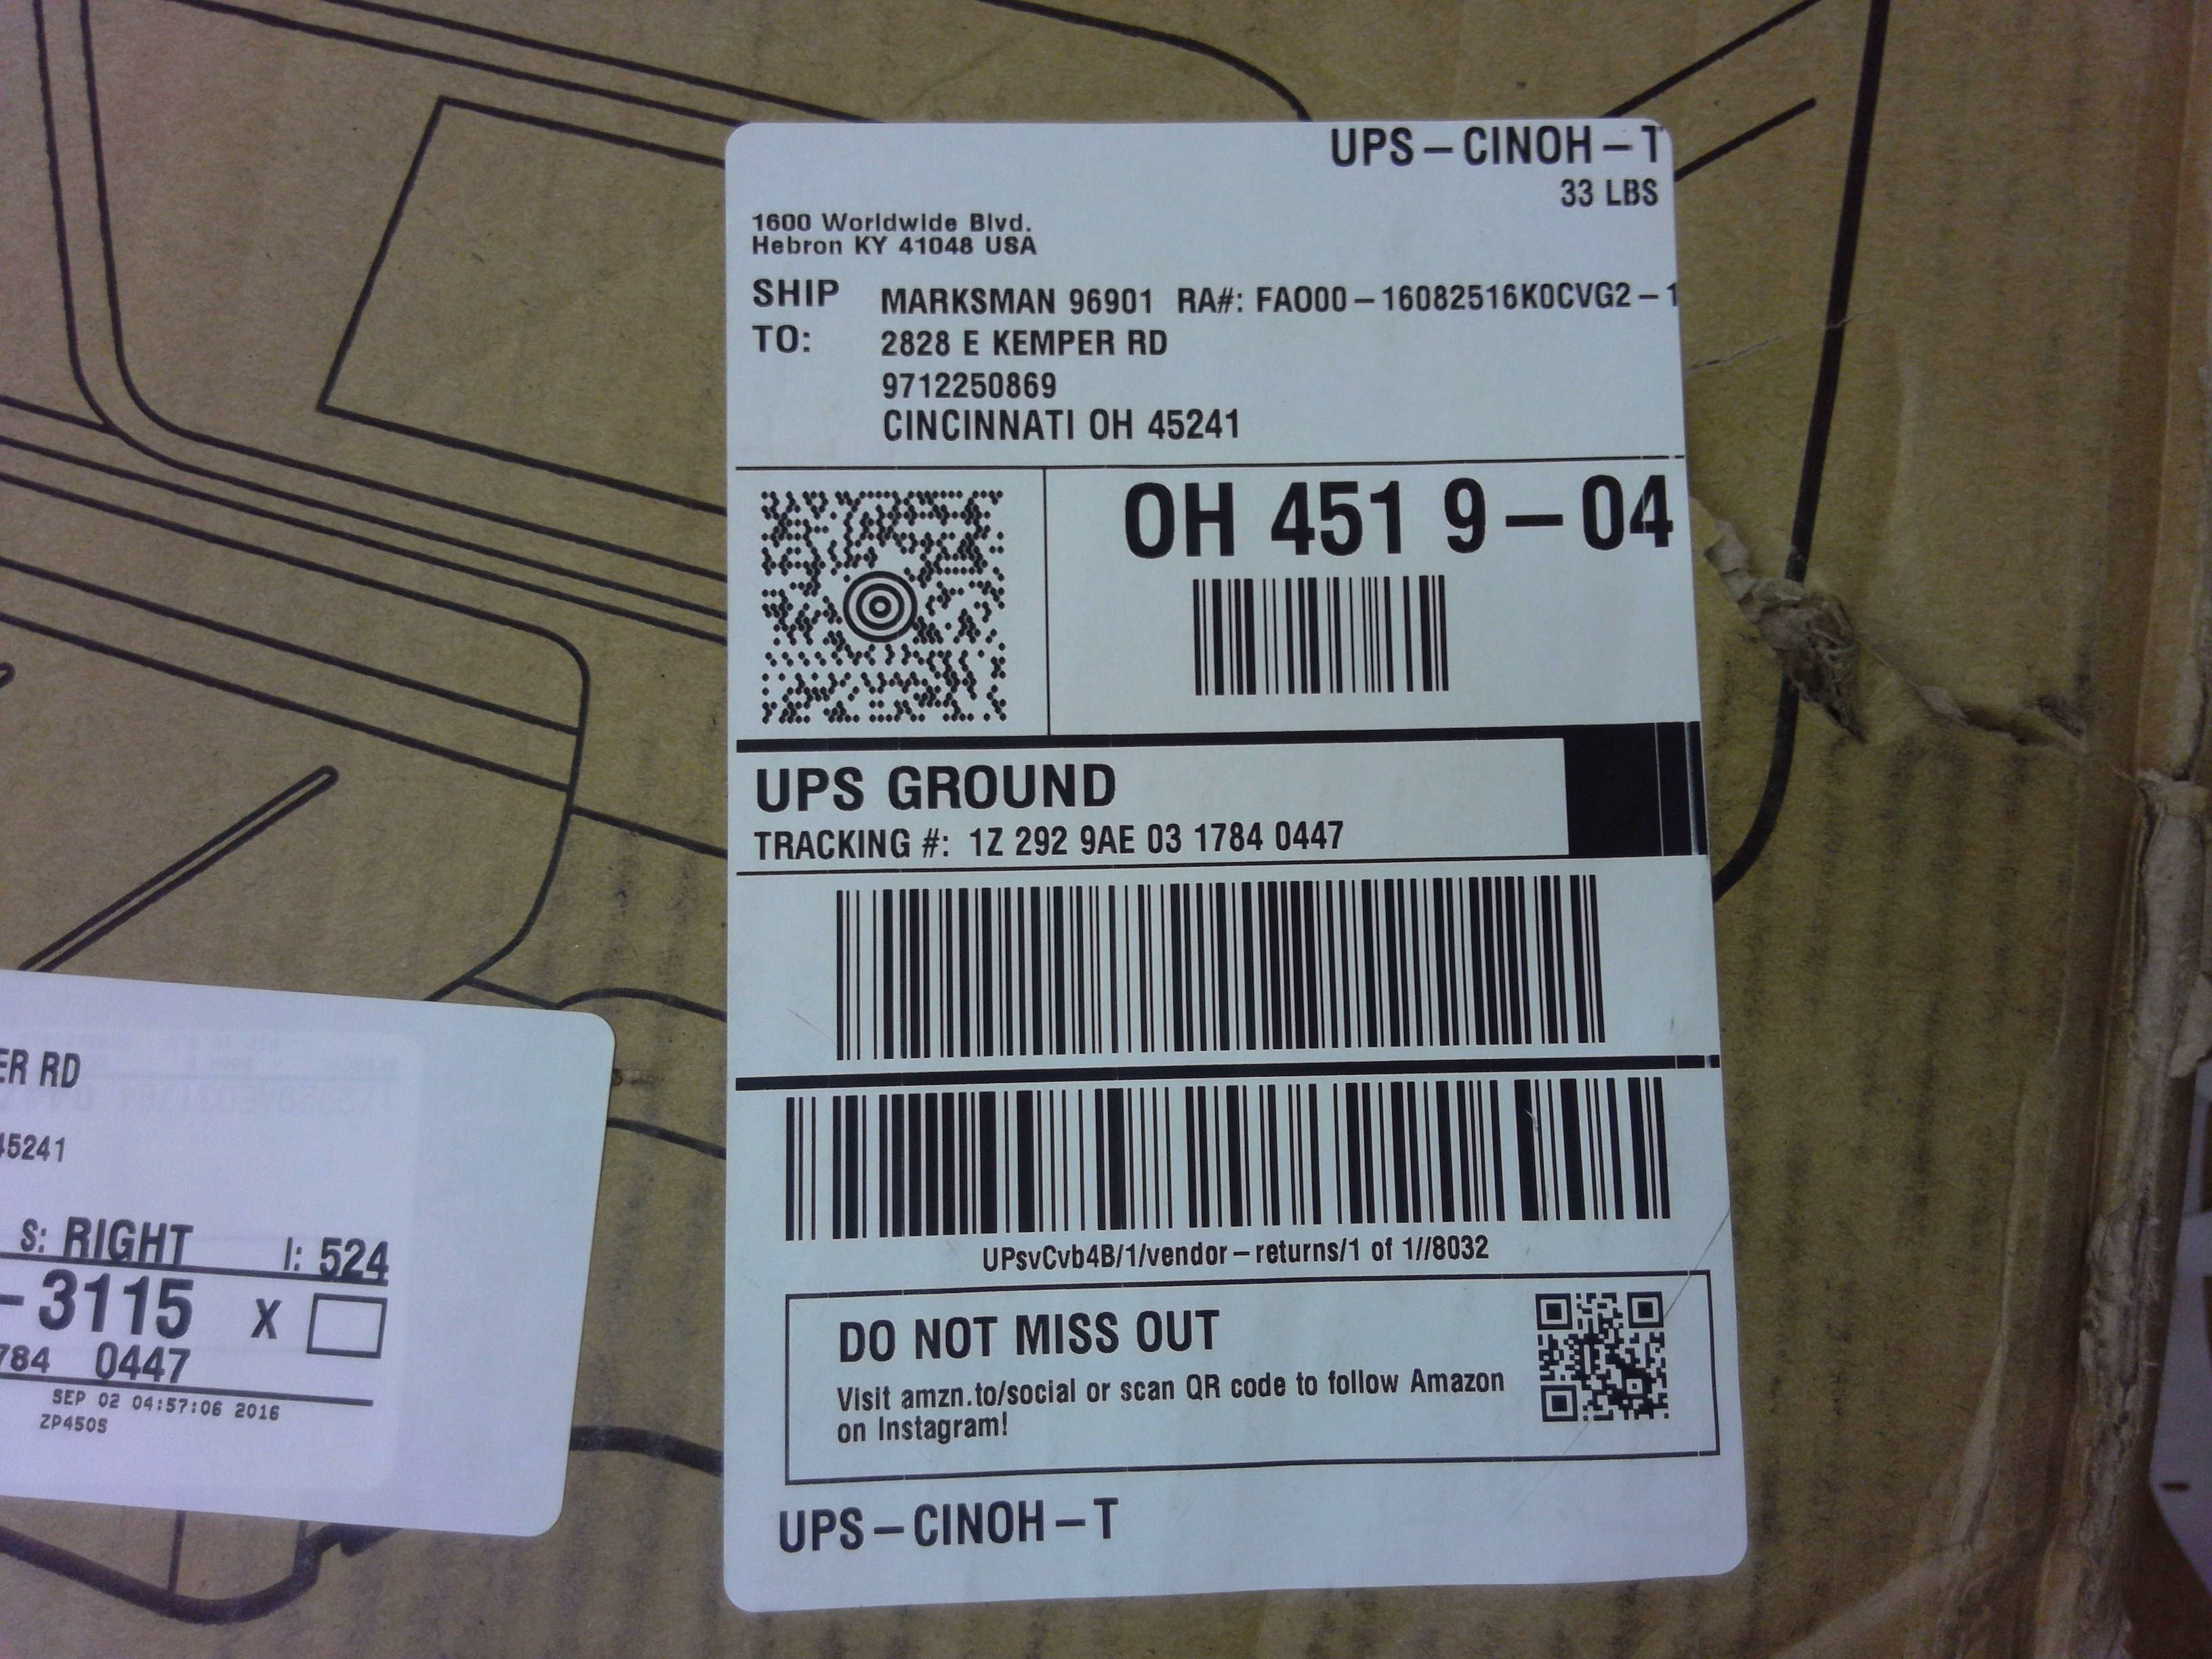 UPS-CINOH-T
33 LBS
1600 Worldwide Blvd.
Hebron KY 41048 USA
SHIP TO:
MARKSMAN 96901 RA#: FAO00-16082516K0CVG2-1
2828 E KEMPER RD
9712250869
CINCINNATI OH 45241
OH 451 9-04
UPS GROUND
TRACKING #: 1Z 292 9AE 03 1784 0447
UPsvCvb4B/1/vendor-returns/1 of 1//8032
DO NOT MISS OUT
Visit amzn.to/social or scan QR code to follow Amazon
on Instagram!
UPS-CINOH-T
ER RD
45241
S: RIGHT I: 524
-3115 X
784 0447
SEP 02 04:57:06 2016
ZP450S